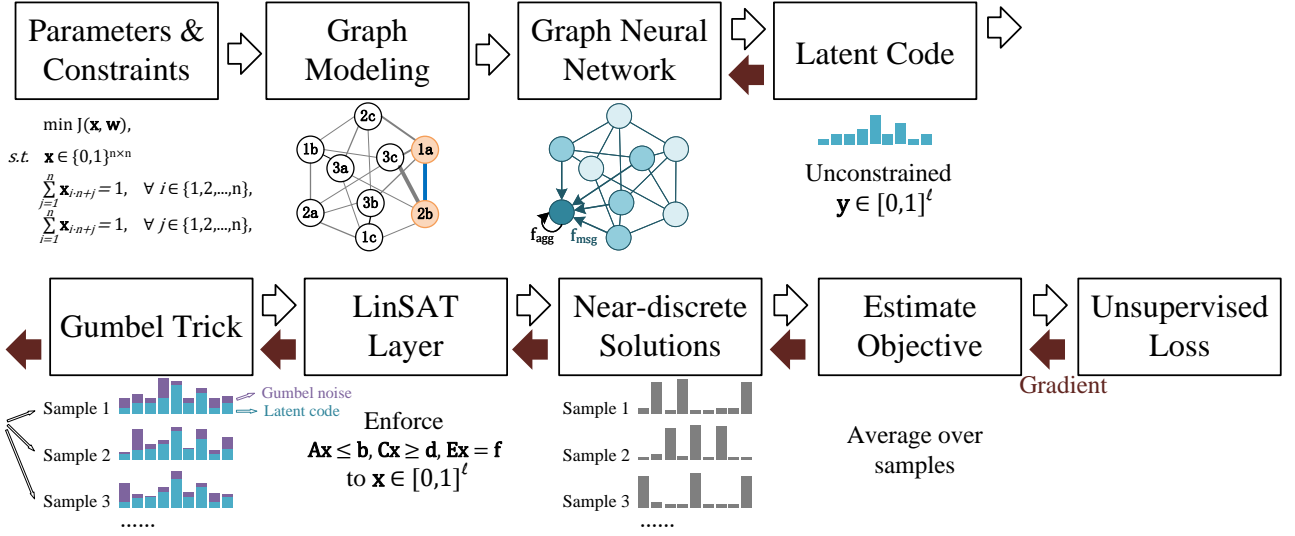 Parameters &
Constraints
Graph
Modeling
Graph Neural
Network
Latent Code
min J(x, w),
s.t. x ∈ {0,1}ⁿˣⁿ
n
∑ xᵢ·ₙ₊ⱼ = 1, ∀ i ∈ {1,2,...,n},
j=1
n
∑ xᵢ·ₙ₊ⱼ = 1, ∀ j ∈ {1,2,...,n},
i=1
2c
1b
3c
1a
3a
2a
3b
2b
1c
f_agg
f_msg
Unconstrained
y ∈ [0,1]^ℓ
Gumbel Trick
LinSAT
Layer
Near-discrete
Solutions
Estimate
Objective
Unsupervised
Loss
Gradient
Sample 1
Gumbel noise
Latent code
Sample 2
Sample 3
......
Enforce
Ax ≤ b, Cx ≥ d, Ex = f
to x ∈ [0,1]^ℓ
Sample 1
Sample 2
Sample 3
......
Average over
samples